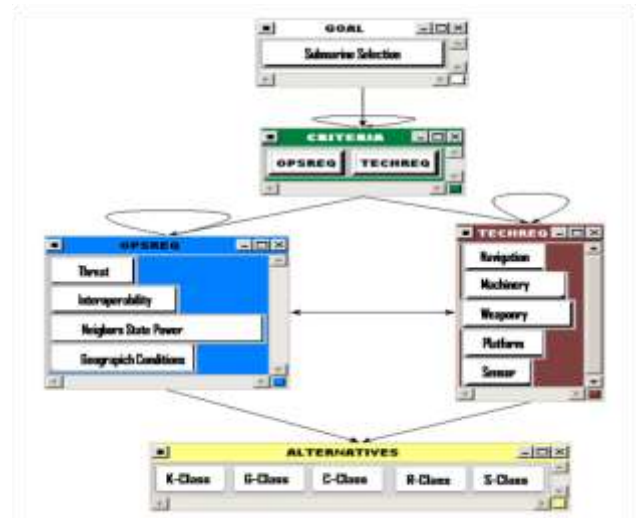 GOAL
Submarine Selection
CRITERIA
OPSREQ TECHREQ
OPSREQ
Threat
Interoperability
Neighors State Power
Geograpich Conditions
TECHREQ
Navigation
Machinery
Weaponry
Platform
Sensor
ALTERNATIVES
K-Class G-Class C-Class R-Class S-Class